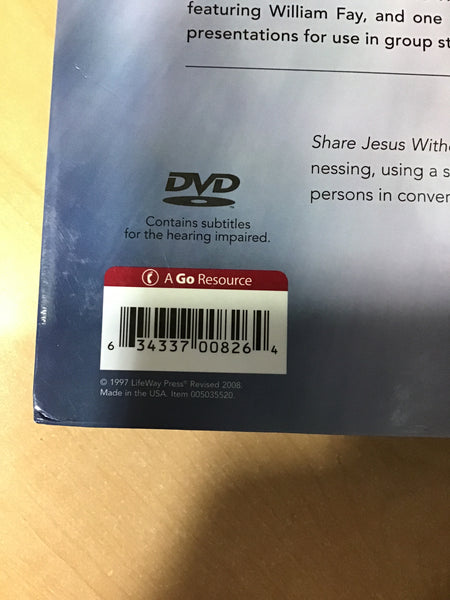 featuring William Fay, and one
presentations for use in group st
Share Jesus With
nessing, using a s
persons in conver
DVD
Contains subtitles
for the hearing impaired.
A Go Resource
6 34337 00826 4
© 1997 LifeWay Press® Revised 2008.
Made in the USA. Item 005035520.